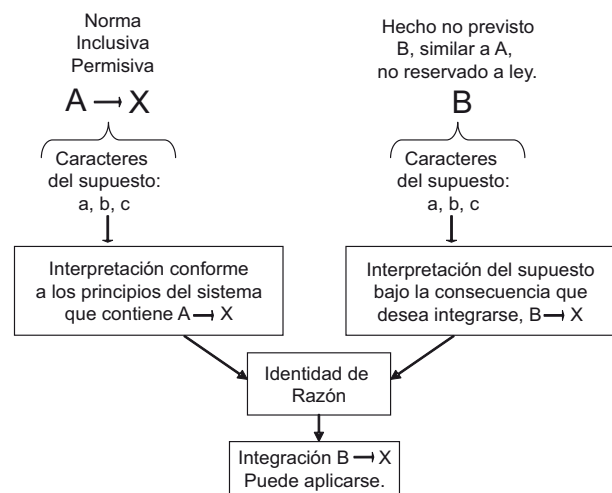 Norma
Inclusiva
Permisiva
A → X
Caracteres
del supuesto:
a, b, c
Interpretación conforme
a los principios del sistema
que contiene A → X
Hecho no previsto
B, similar a A,
no reservado a ley.
B
Caracteres
del supuesto:
a, b, c
Interpretación del supuesto
bajo la consecuencia que
desea integrarse, B → X
Identidad de
Razón
Integración B → X
Puede aplicarse.